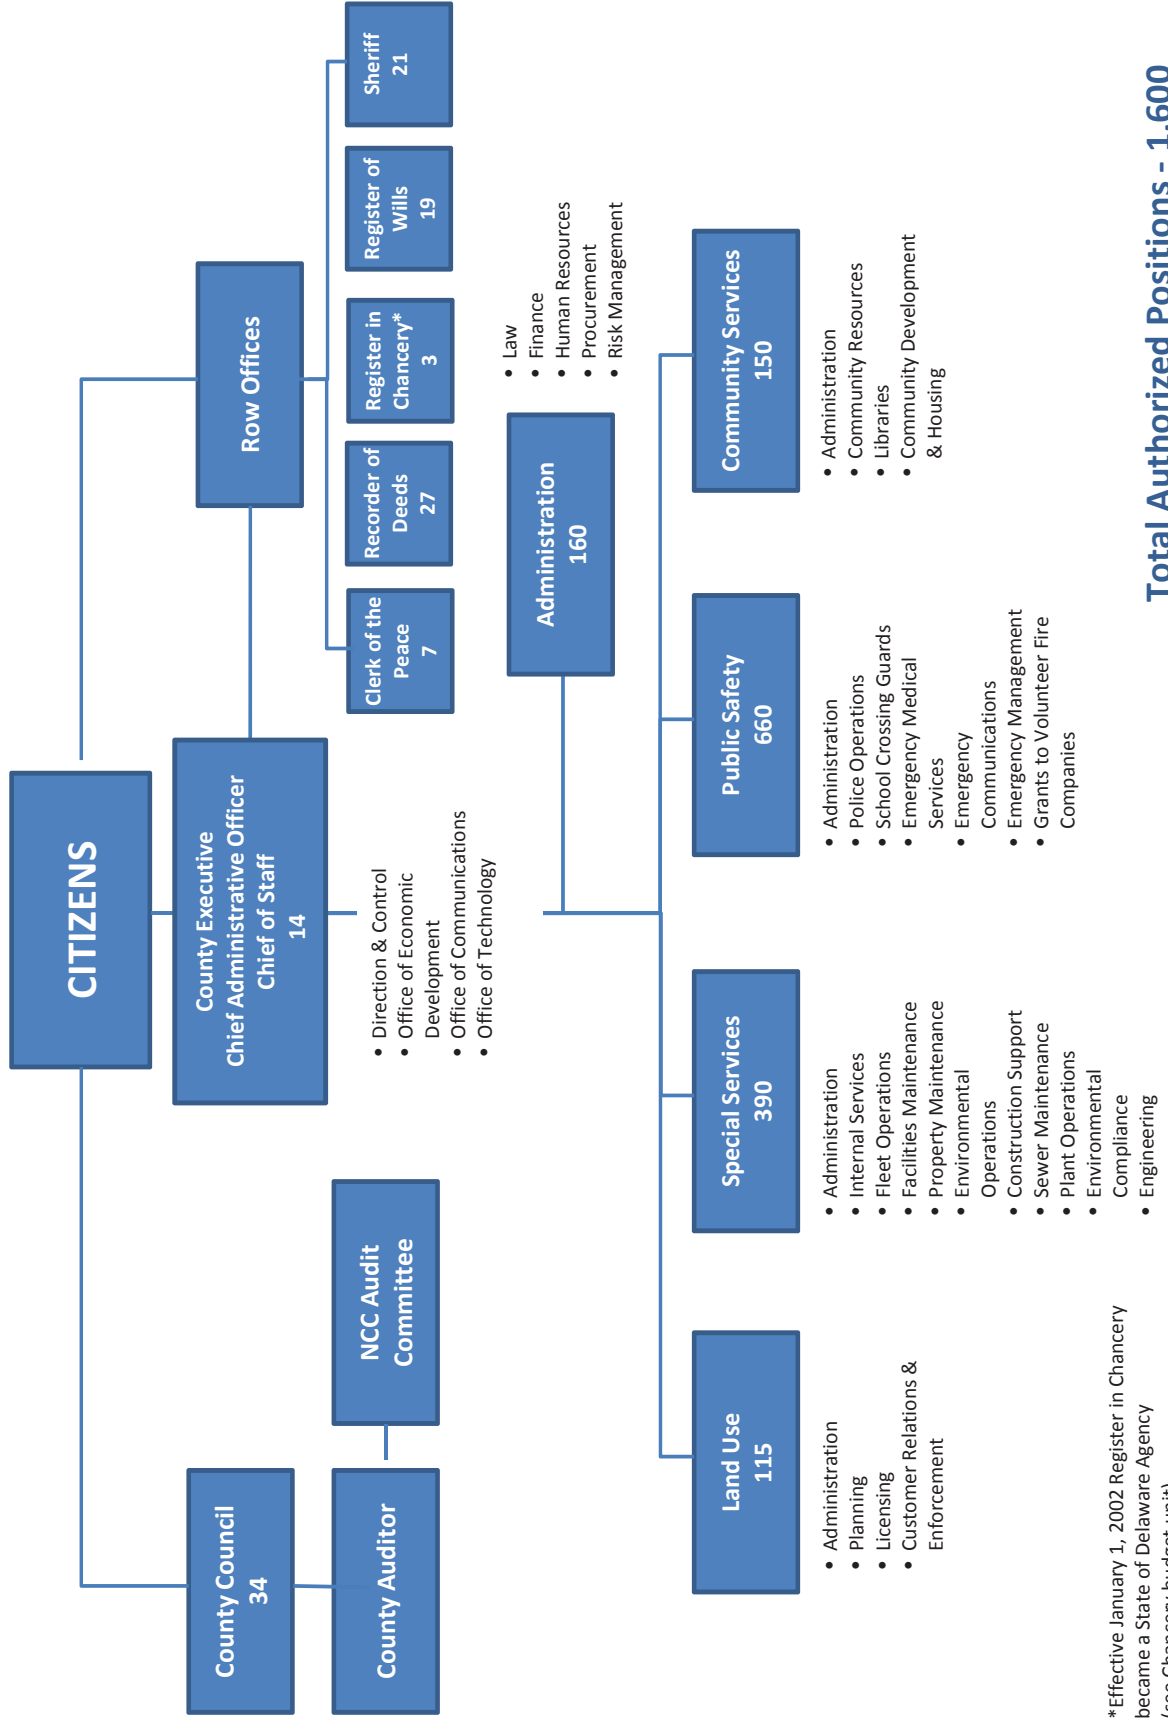 CITIZENS
County Council
34
County Executive
Chief Administrative Officer
Chief of Staff
14
Row Offices
County Auditor
NCC Audit
Committee
• Direction & Control
• Office of Economic
Development
• Office of Communications
• Office of Technology
Clerk of the
Peace
7
Recorder of
Deeds
27
Register in
Chancery*
3
Register of
Wills
19
Sheriff
21
Administration
160
• Law
• Finance
• Human Resources
• Procurement
• Risk Management
Land Use
115
• Administration
• Planning
• Licensing
• Customer Relations &
Enforcement
Special Services
390
• Administration
• Internal Services
• Fleet Operations
• Facilities Maintenance
• Property Maintenance
• Environmental
Operations
• Construction Support
• Sewer Maintenance
• Plant Operations
• Environmental
Compliance
• Engineering
Public Safety
660
• Administration
• Police Operations
• School Crossing Guards
• Emergency Medical
Services
• Emergency
Communications
• Emergency Management
• Grants to Volunteer Fire
Companies
Community Services
150
• Administration
• Community Resources
• Libraries
• Community Development
& Housing
*Effective January 1, 2002 Register in Chancery
became a State of Delaware Agency
(see Chancery budget unit)
Total Authorized Positions - 1,600